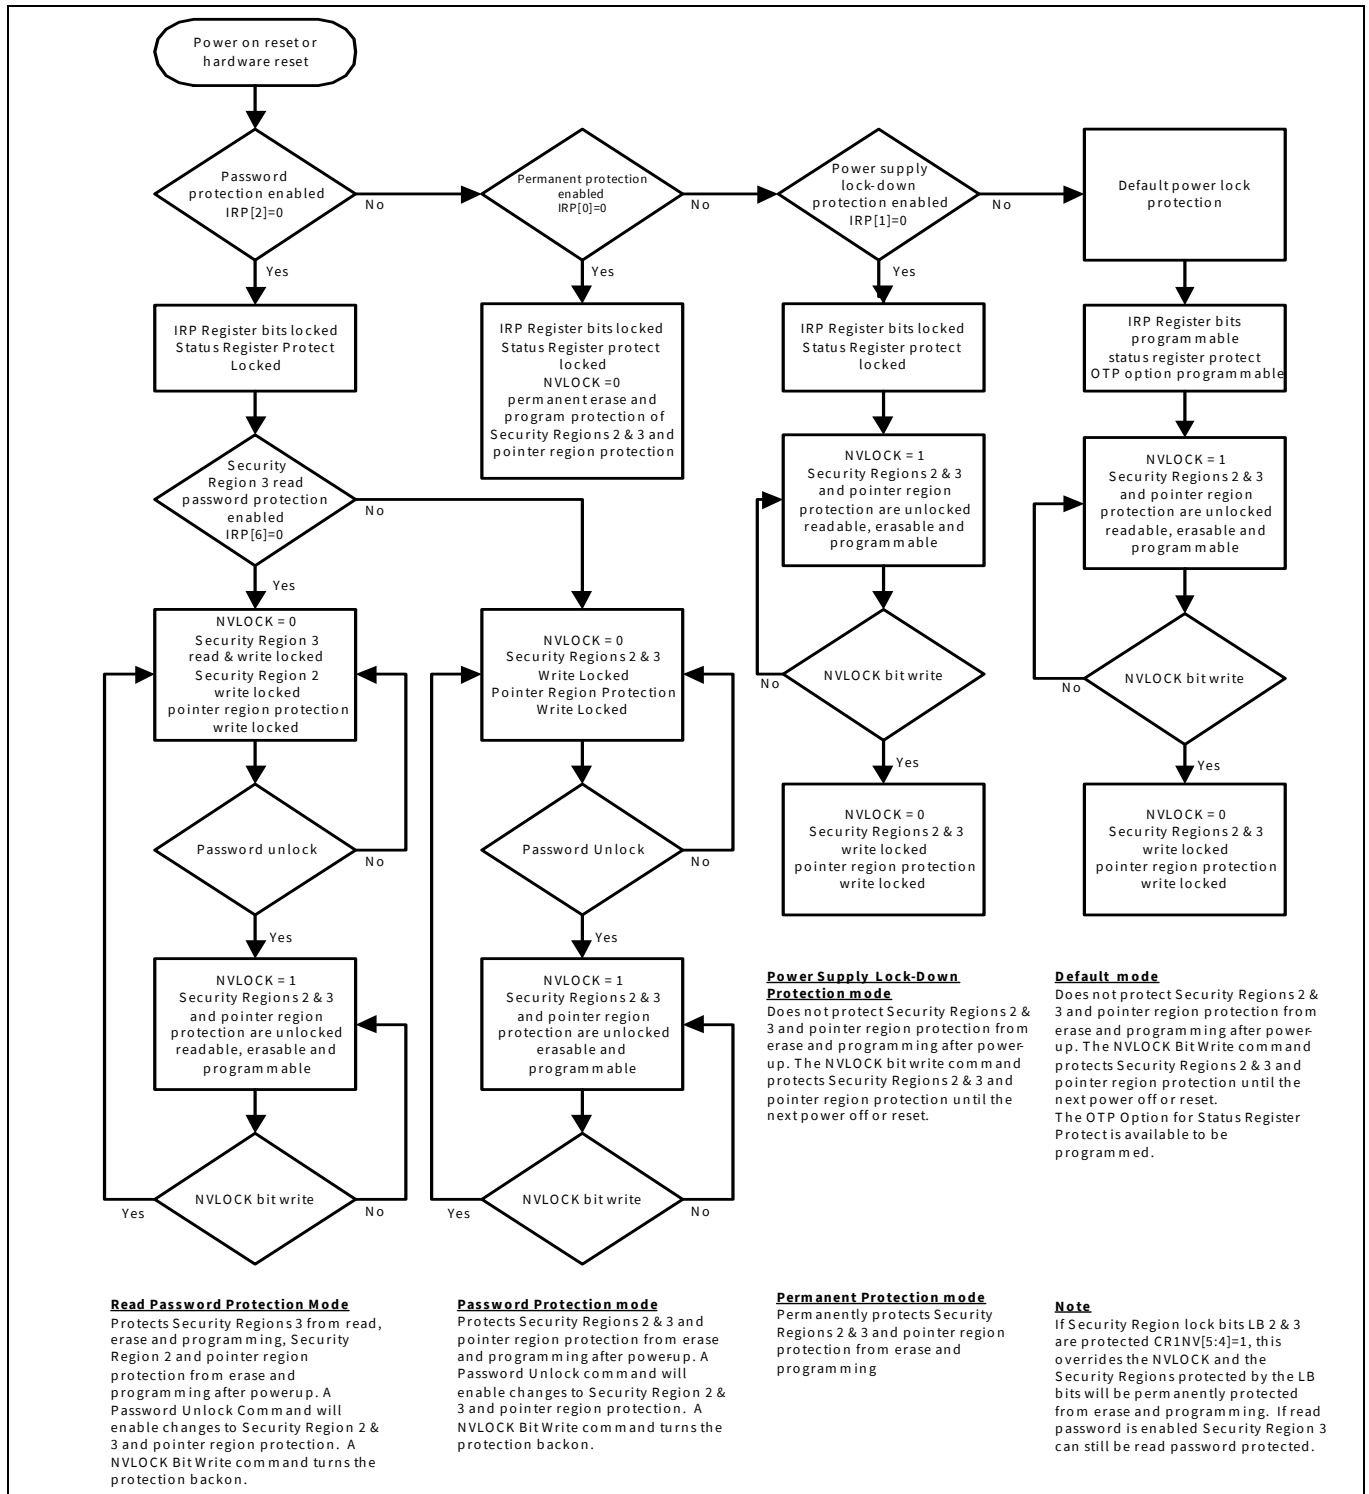 Power on reset or
hardware reset
Password
protection enabled
IRP[2]=0
No
Yes
Permanent protection
enabled
IRP[0]=0
No
Yes
Power supply
lock-down
protection enabled
IRP[1]=0
No
Yes
Default power lock
protection
IRP Register bits locked
Status Register Protect
Locked
IRP Register bits locked
Status Register protect
locked
NVLOCK =0
permanent erase and
program protection of
Security Regions 2 & 3 and
pointer region protection
IRP Register bits locked
Status Register protect
locked
IRP Register bits
programmable
status register protect
OTP option programmable
Security
Region 3 read
password protection
enabled
IRP[6]=0
No
Yes
NVLOCK = 1
Security Regions 2 & 3
and pointer region
protection are unlocked
readable, erasable and
programmable
NVLOCK = 1
Security Regions 2 & 3
and pointer region
protection are unlocked
readable, erasable and
programmable
NVLOCK = 0
Security Region 3
read & write locked
Security Region 2
write locked
pointer region protection
write locked
NVLOCK = 0
Security Regions 2 & 3
Write Locked
Pointer Region Protection
Write Locked
NVLOCK bit write
No
Yes
NVLOCK bit write
No
Yes
Password unlock
No
Yes
Password Unlock
No
Yes
NVLOCK = 0
Security Regions 2 & 3
write locked
pointer region protection
write locked
NVLOCK = 0
Security Regions 2 & 3
write locked
pointer region protection
write locked
NVLOCK = 1
Security Regions 2 & 3
and pointer region
protection are unlocked
readable, erasable and
programmable
NVLOCK = 1
Security Regions 2 & 3
and pointer region
protection are unlocked
erasable and
programmable
NVLOCK bit write
Yes
No
NVLOCK bit write
Yes
No
Power Supply Lock-Down
Protection mode
Does not protect Security Regions 2 &
3 and pointer region protection from
erase and programming after power-
up. The NVLOCK bit write command
protects Security Regions 2 & 3 and
pointer region protection until the
next power off or reset.
Default mode
Does not protect Security Regions 2 &
3 and pointer region protection from
erase and programming after power-
up. The NVLOCK Bit Write command
protects Security Regions 2 & 3 and
pointer region protection until the
next power off or reset.
The OTP Option for Status Register
Protect is available to be
programmed.
Read Password Protection Mode
Protects Security Regions 3 from read,
erase and programming, Security
Region 2 and pointer region
protection from erase and
programming after powerup. A
Password Unlock Command will
enable changes to Security Region 2 &
3 and pointer region protection. A
NVLOCK Bit Write command turns the
protection backon.
Password Protection mode
Protects Security Regions 2 & 3 and
pointer region protection from erase
and programming after powerup. A
Password Unlock command will
enable changes to Security Region 2 &
3 and pointer region protection. A
NVLOCK Bit Write command turns the
protection backon.
Permanent Protection mode
Permanently protects Security
Regions 2 & 3 and pointer region
protection from erase and
programming
Note
If Security Region lock bits LB 2 & 3
are protected CR1NV[5:4]=1, this
overrides the NVLOCK and the
Security Regions protected by the LB
bits will be permanently protected
from erase and programming. If read
password is enabled Security Region 3
can still be read password protected.